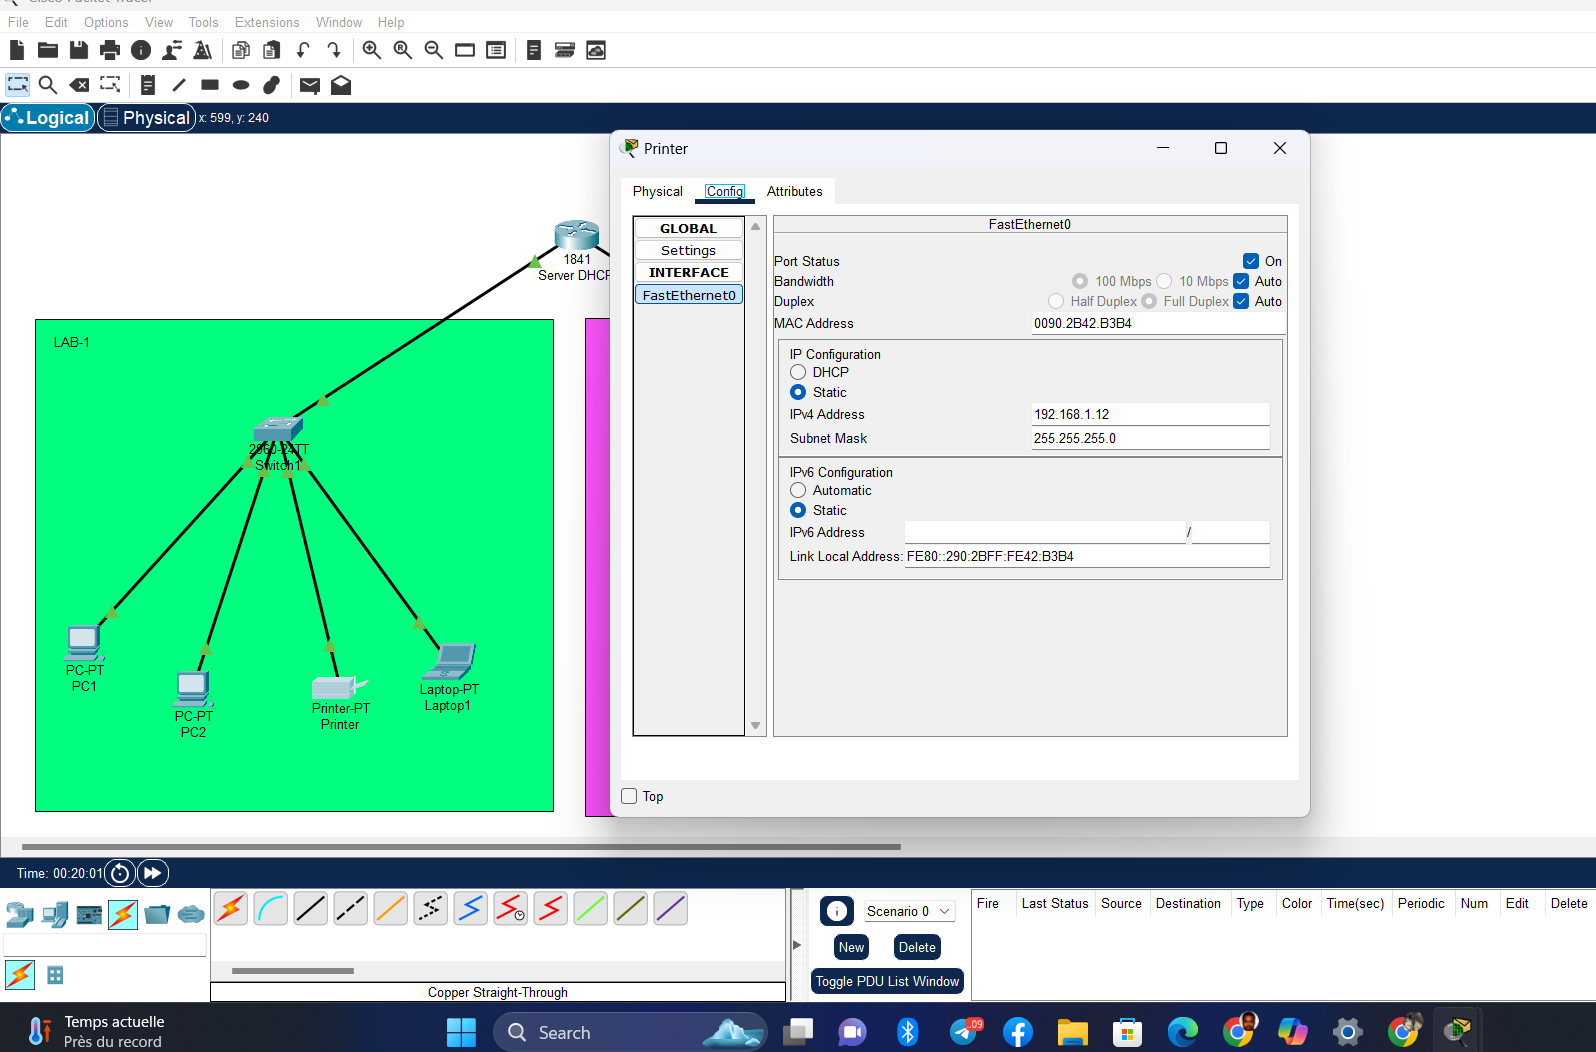 Cisco Packet Tracer
File Edit Options View Tools Extensions Window Help
Logical Physical x: 599, y: 240
Printer
Physical Config Attributes
GLOBAL
Settings
INTERFACE
FastEthernet0
FastEthernet0
Port Status On
Bandwidth 100 Mbps 10 Mbps Auto
Duplex Half Duplex Full Duplex Auto
MAC Address 0090.2B42.B3B4
IP Configuration
DHCP
Static
IPv4 Address 192.168.1.12
Subnet Mask 255.255.255.0
IPv6 Configuration
Automatic
Static
IPv6 Address /
Link Local Address: FE80::290:2BFF:FE42:B3B4
Top
1841
Server DHCP
LAB-1
2960-24TT
Switch1
PC-PT
PC1
PC-PT
PC2
Printer-PT
Printer
Laptop-PT
Laptop1
Time: 00:20:01
Copper Straight-Through
Scenario 0
New Delete
Toggle PDU List Window
Fire Last Status Source Destination Type Color Time(sec) Periodic Num Edit Delete
Temps actuelle
Près du record
Search
..09